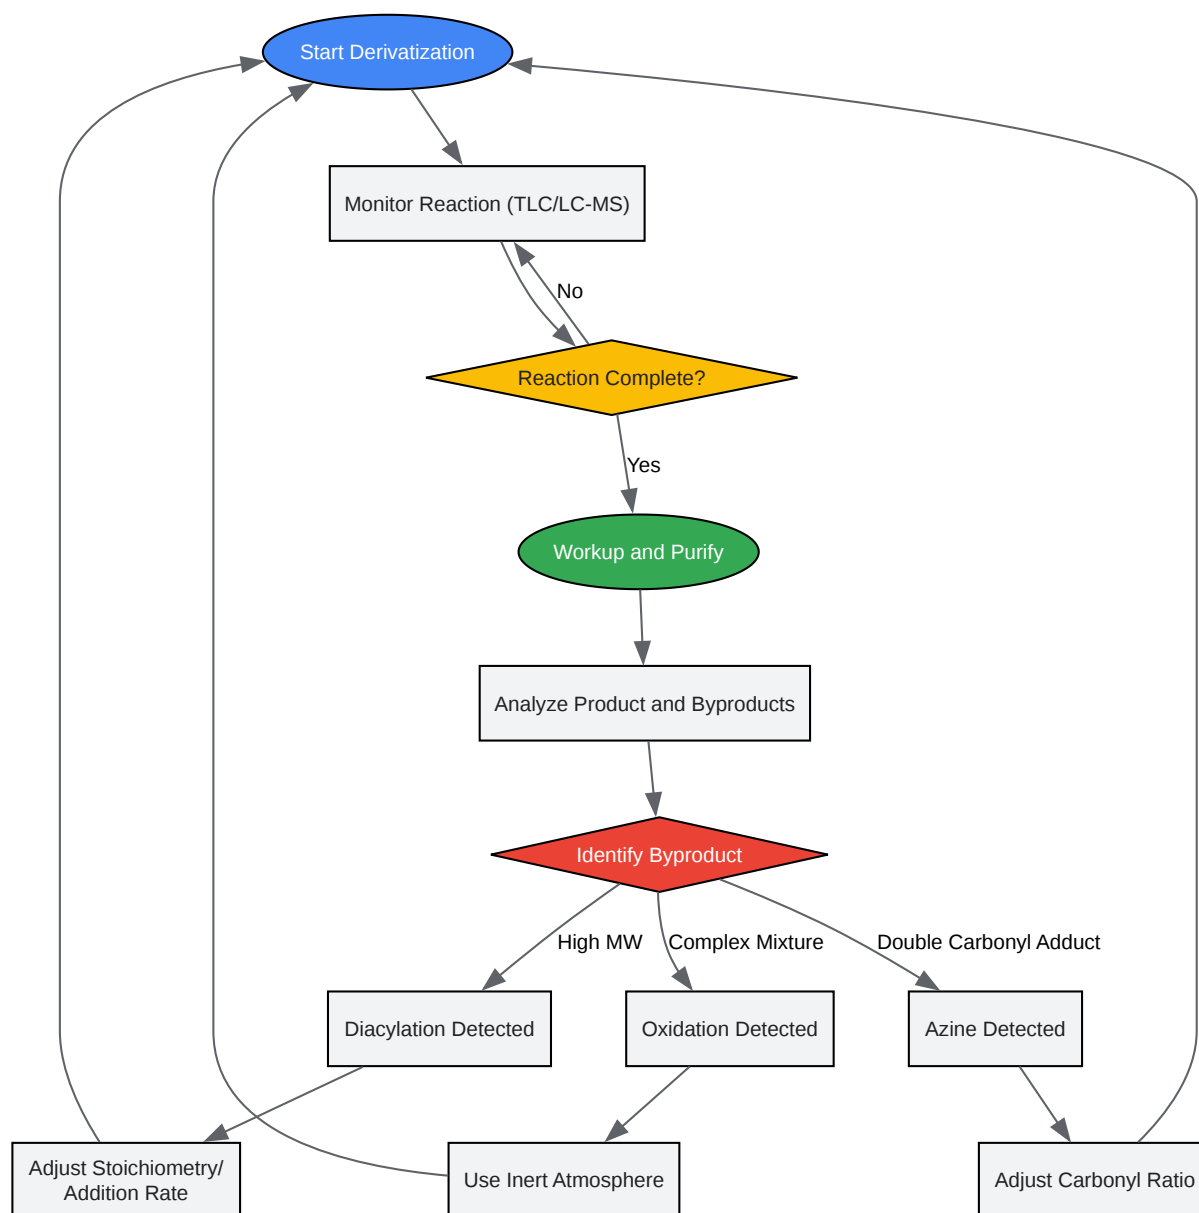 Start Derivatization
Monitor Reaction (TLC/LC-MS)
No
Reaction Complete?
Yes
Workup and Purify
Analyze Product and Byproducts
Identify Byproduct
High MW
Complex Mixture
Double Carbonyl Adduct
Diacylation Detected
Oxidation Detected
Azine Detected
Adjust Stoichiometry/
Addition Rate
Use Inert Atmosphere
Adjust Carbonyl Ratio